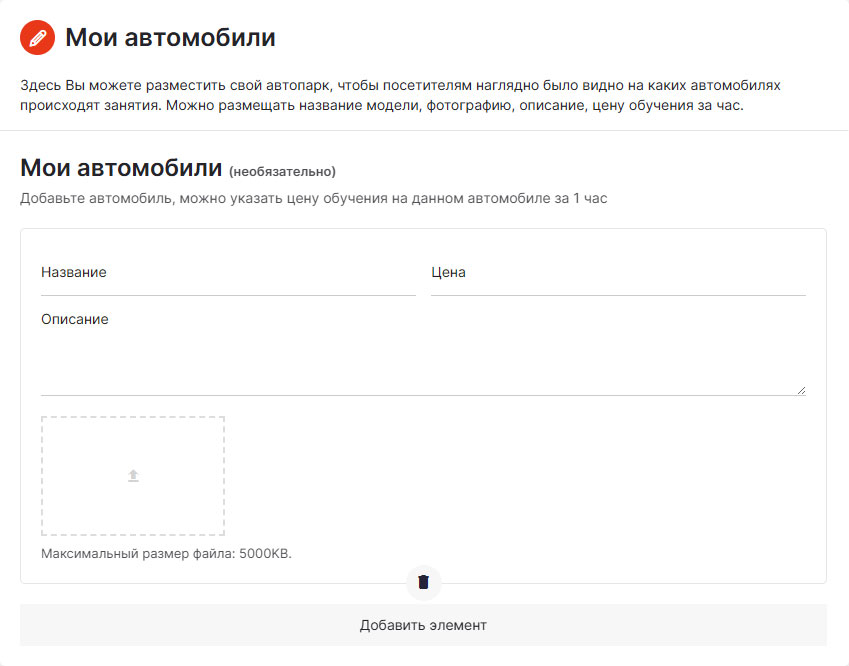 Мои автомобили
Здесь Вы можете разместить свой автопарк, чтобы посетителям наглядно было видно на каких автомобилях
происходят занятия. Можно размещать название модели, фотографию, описание, цену обучения за час.
Мои автомобили (необязательно)
Добавьте автомобиль, можно указать цену обучения на данном автомобиле за 1 час
Название Цена
Описание
Максимальный размер файла: 5000KB.
Добавить элемент